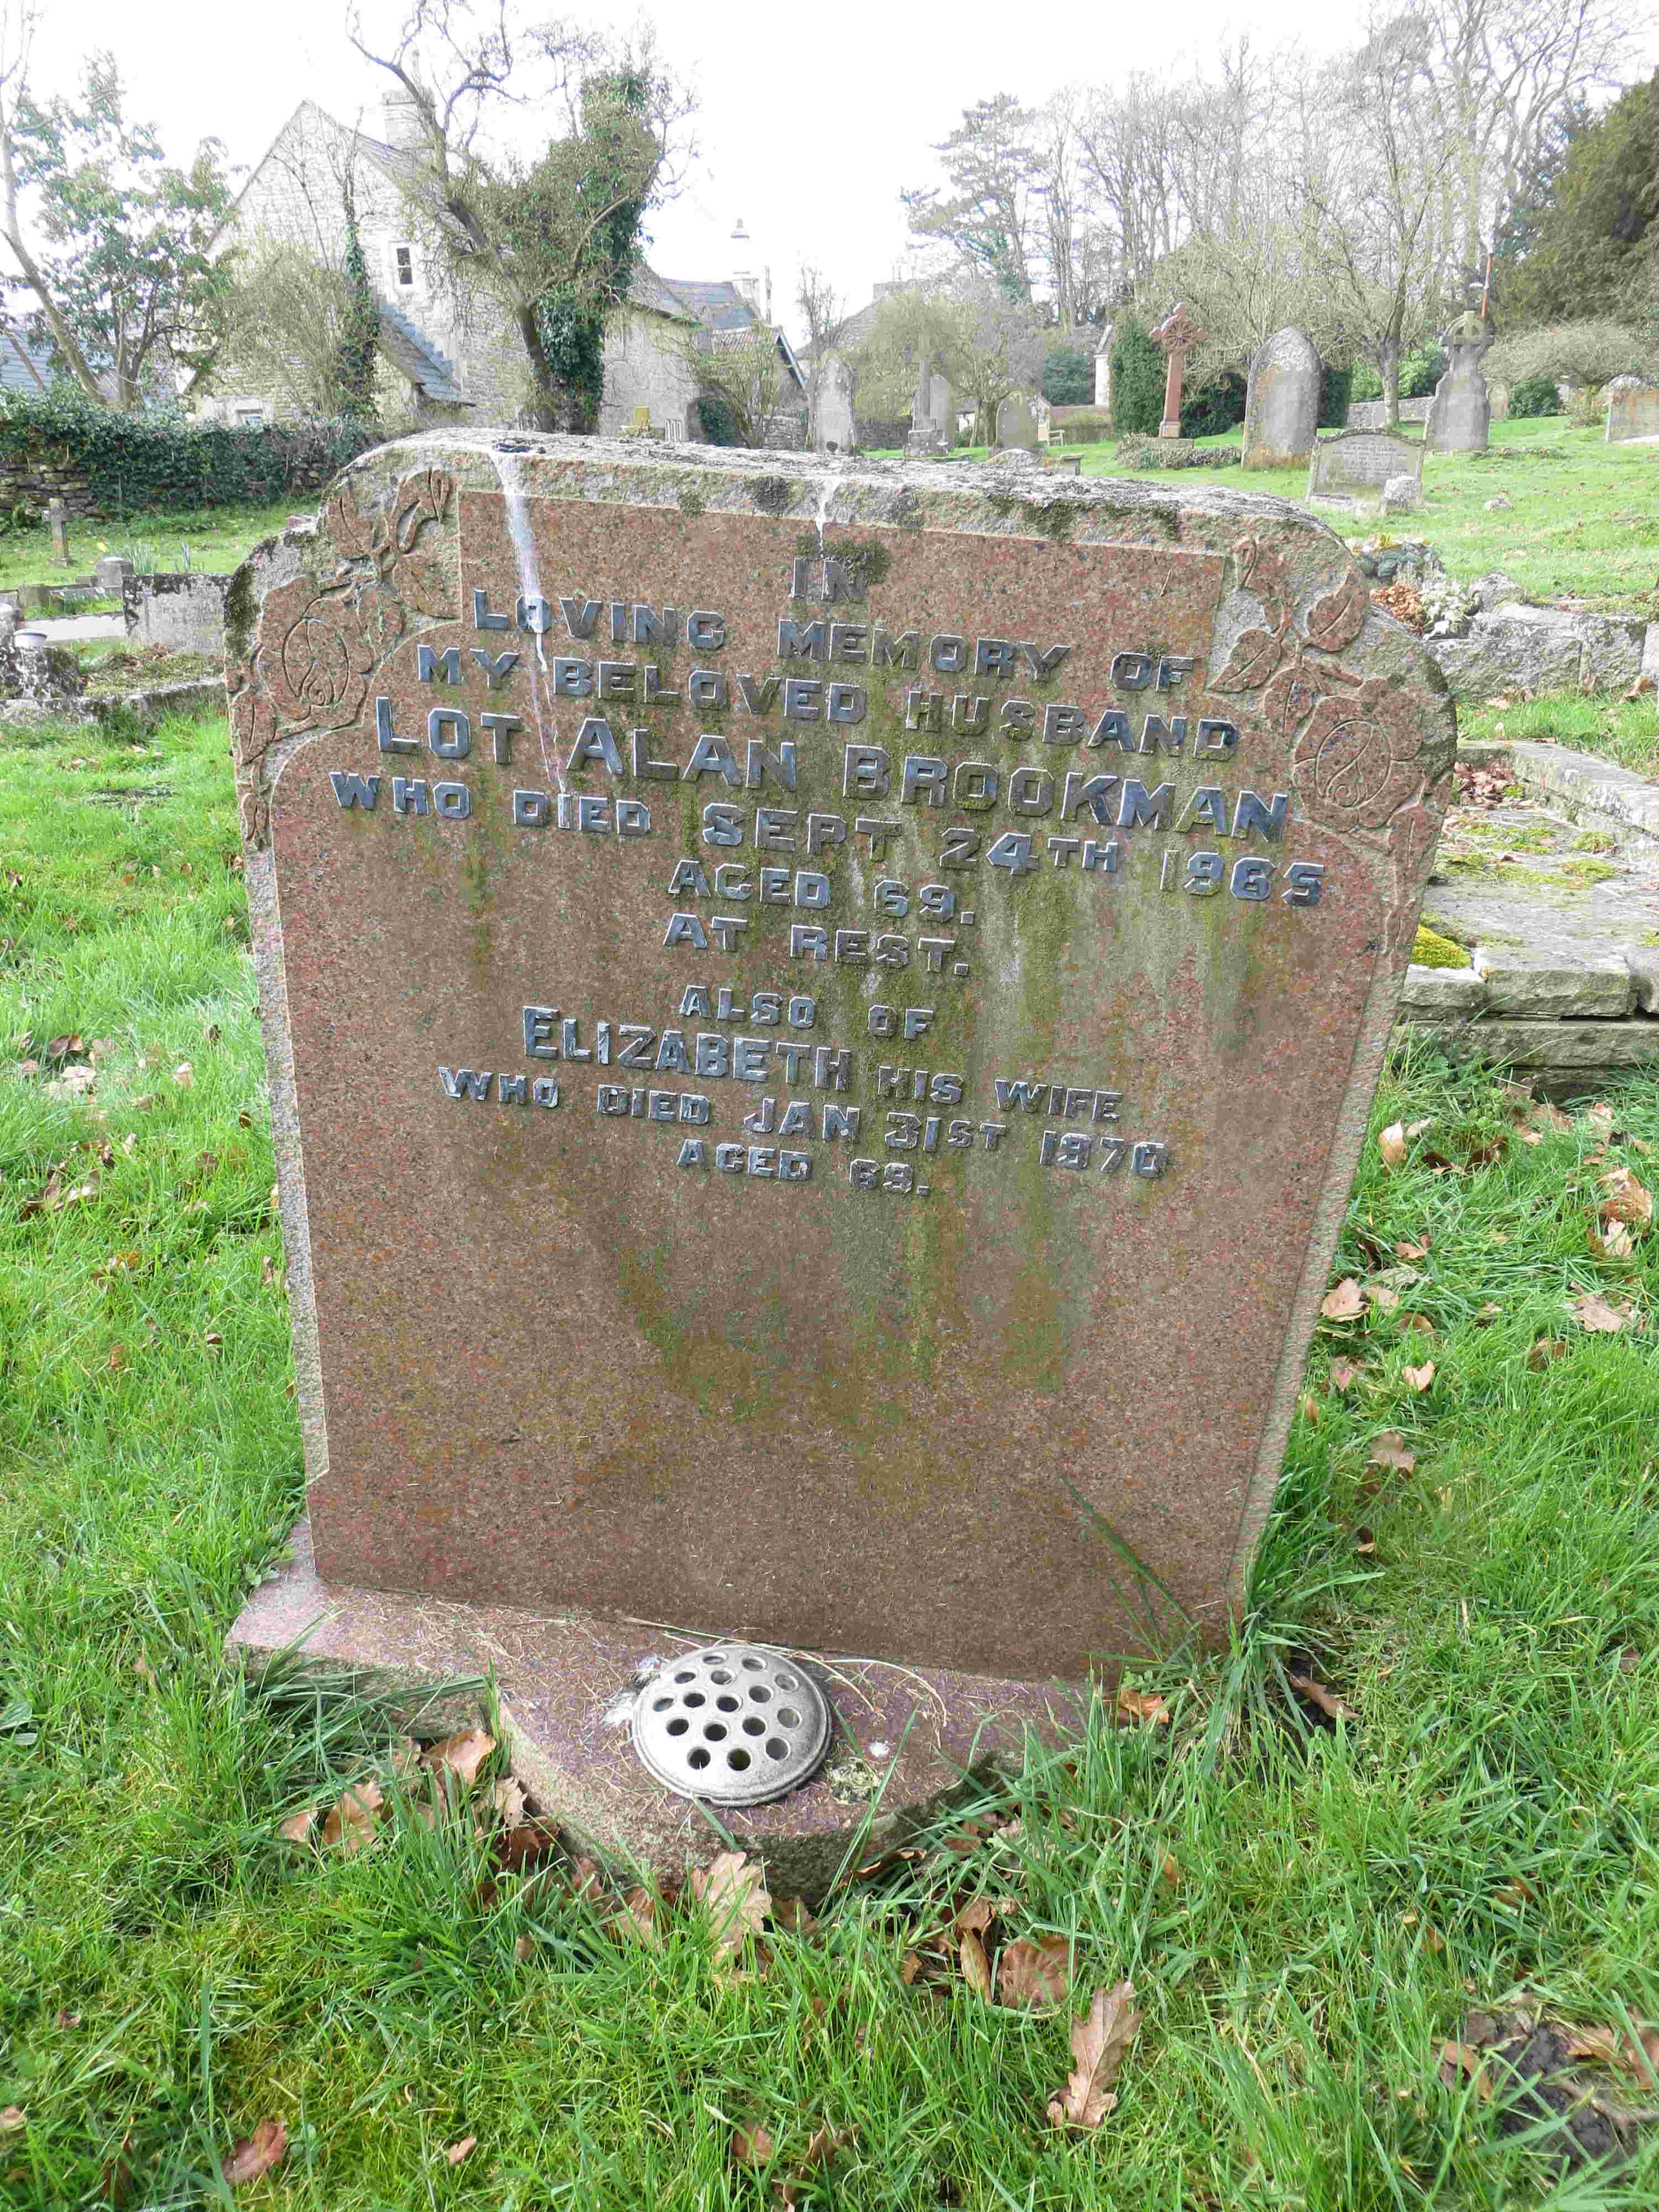 IN
LOVING MEMORY OF
MY BELOVED HUSBAND
LOT ALAN BROOKMAN
WHO DIED SEPT 24TH 1965
AGED 69.
AT REST.
ALSO OF
ELIZABETH HIS WIFE
WHO DIED JAN 31ST 1970
AGED 69.